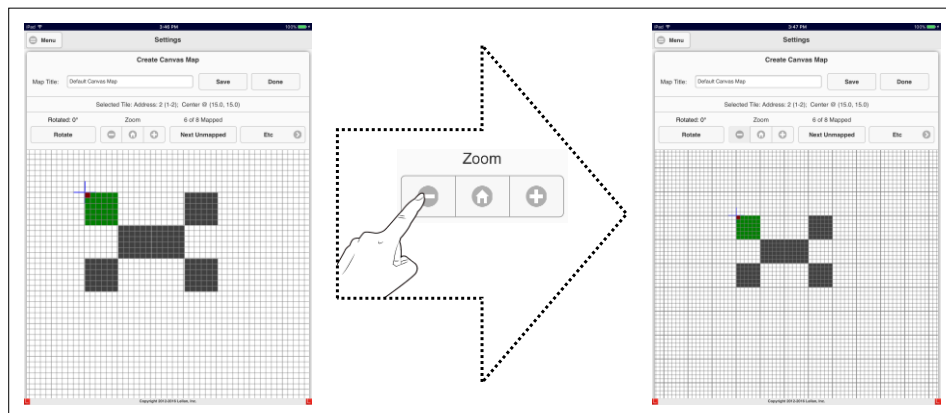 iPad 3:46 PM 100%
Menu Settings
Create Canvas Map
Map Title: Default Canvas Map Save Done
Selected Tile: Address: 2 (1-2); Center @ (15.0, 15.0)
Rotated: 0° Zoom 6 of 8 Mapped
Rotate Next Unmapped Etc
Zoom
iPad 3:47 PM 100%
Menu Settings
Create Canvas Map
Map Title: Default Canvas Map Save Done
Selected Tile: Address: 2 (1-2); Center @ (15.0, 15.0)
Rotated: 0° Zoom 6 of 8 Mapped
Rotate Next Unmapped Etc